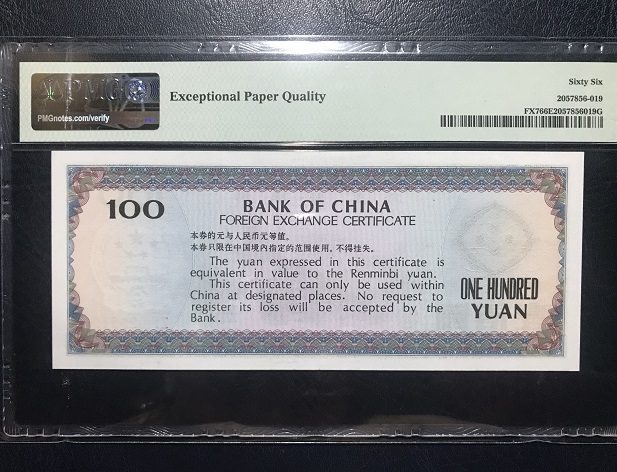 PMG
PMGnotes.com/verify
Exceptional Paper Quality
Sixty Six
2057856-019
FX766E2057856019G
100
BANK OF CHINA
FOREIGN EXCHANGE CERTIFICATE
本券的元与人民币元等值。
本券只限在中国境内指定的范围使用。不得挂失。
The yuan expressed in this certificate is
equivalent in value to the Renminbi yuan.
This certificate can only be used within
China at designated places. No request to
register its loss will be accepted by the
Bank.
ONE HUNDRED
YUAN